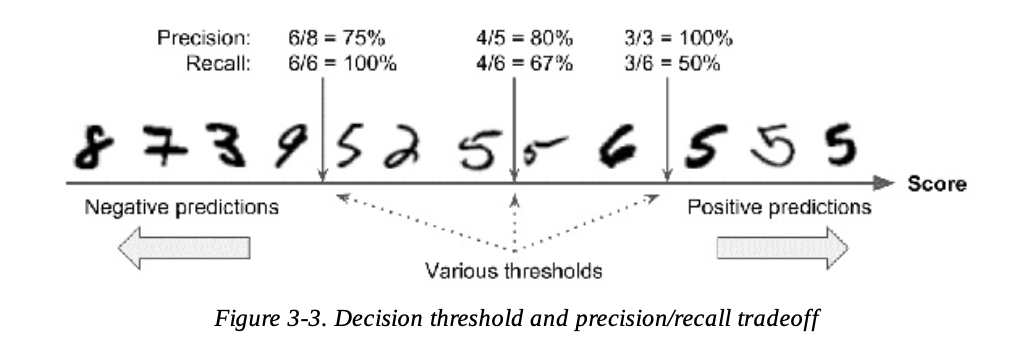 Precision: 6/8 = 75% 4/5 = 80% 3/3 = 100%
Recall: 6/6 = 100% 4/6 = 67% 3/6 = 50%
8 7 3 9 5 2 5 5 6 5 5 5
Score
Negative predictions Positive predictions
Various thresholds
Figure 3-3. Decision threshold and precision/recall tradeoff